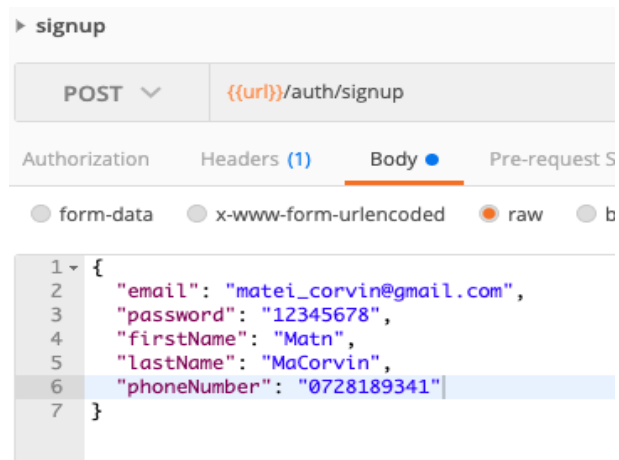 signup
POST {{url}}/auth/signup
Authorization Headers (1) Body Pre-request S
form-data x-www-form-urlencoded raw b
1 {
2 "email": "matei_corvin@gmail.com",
3 "password": "12345678",
4 "firstName": "Matn",
5 "lastName": "MaCorvin",
6 "phoneNumber": "0728189341"
7 }